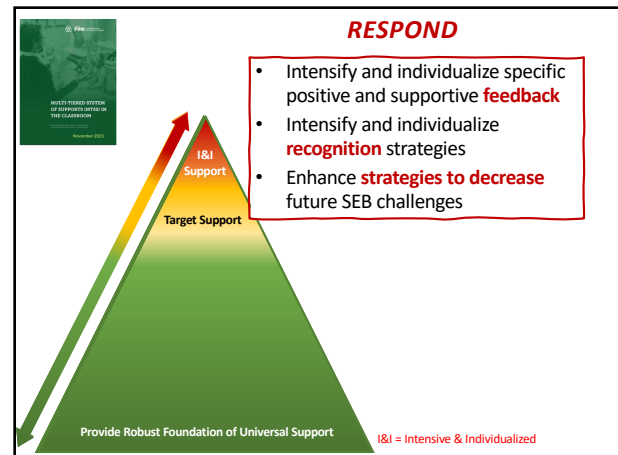 RESPOND
PBIS
MULTI-TIERED SYSTEM
OF SUPPORTS (MTSS) IN
THE CLASSROOM
November 2021
• Intensify and individualize specific
positive and supportive feedback
• Intensify and individualize
recognition strategies
• Enhance strategies to decrease
future SEB challenges
I&I
Support
Target Support
Provide Robust Foundation of Universal Support
I&I = Intensive & Individualized